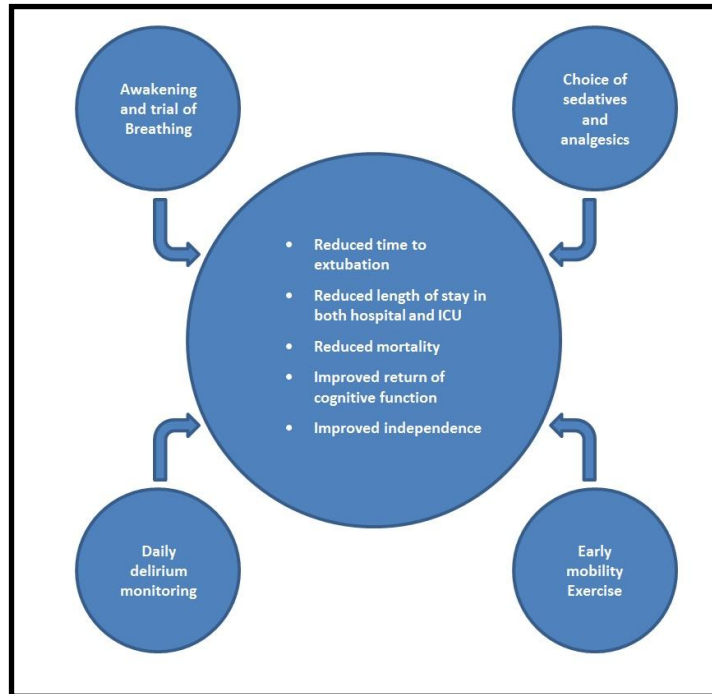 Awakening
and trial of
Breathing
Choice of
sedatives
and
analgesics
• Reduced time to
extubation
• Reduced length of stay in
both hospital and ICU
• Reduced mortality
• Improved return of
cognitive function
• Improved independence
Daily
delirium
monitoring
Early
mobility
Exercise